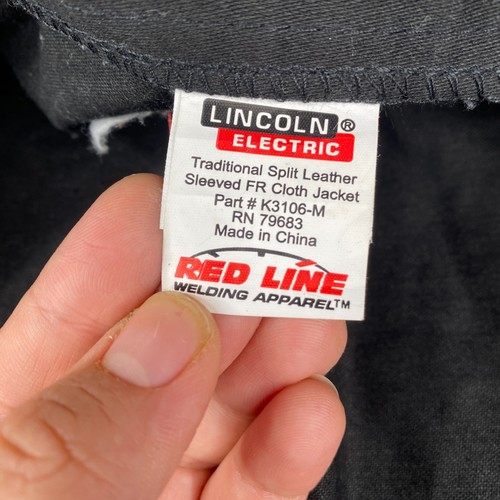 LINCOLN®
ELECTRIC
Traditional Split Leather
Sleeved FR Cloth Jacket
Part # K3106-M
RN 79683
Made in China
RED LINE
WELDING APPAREL™